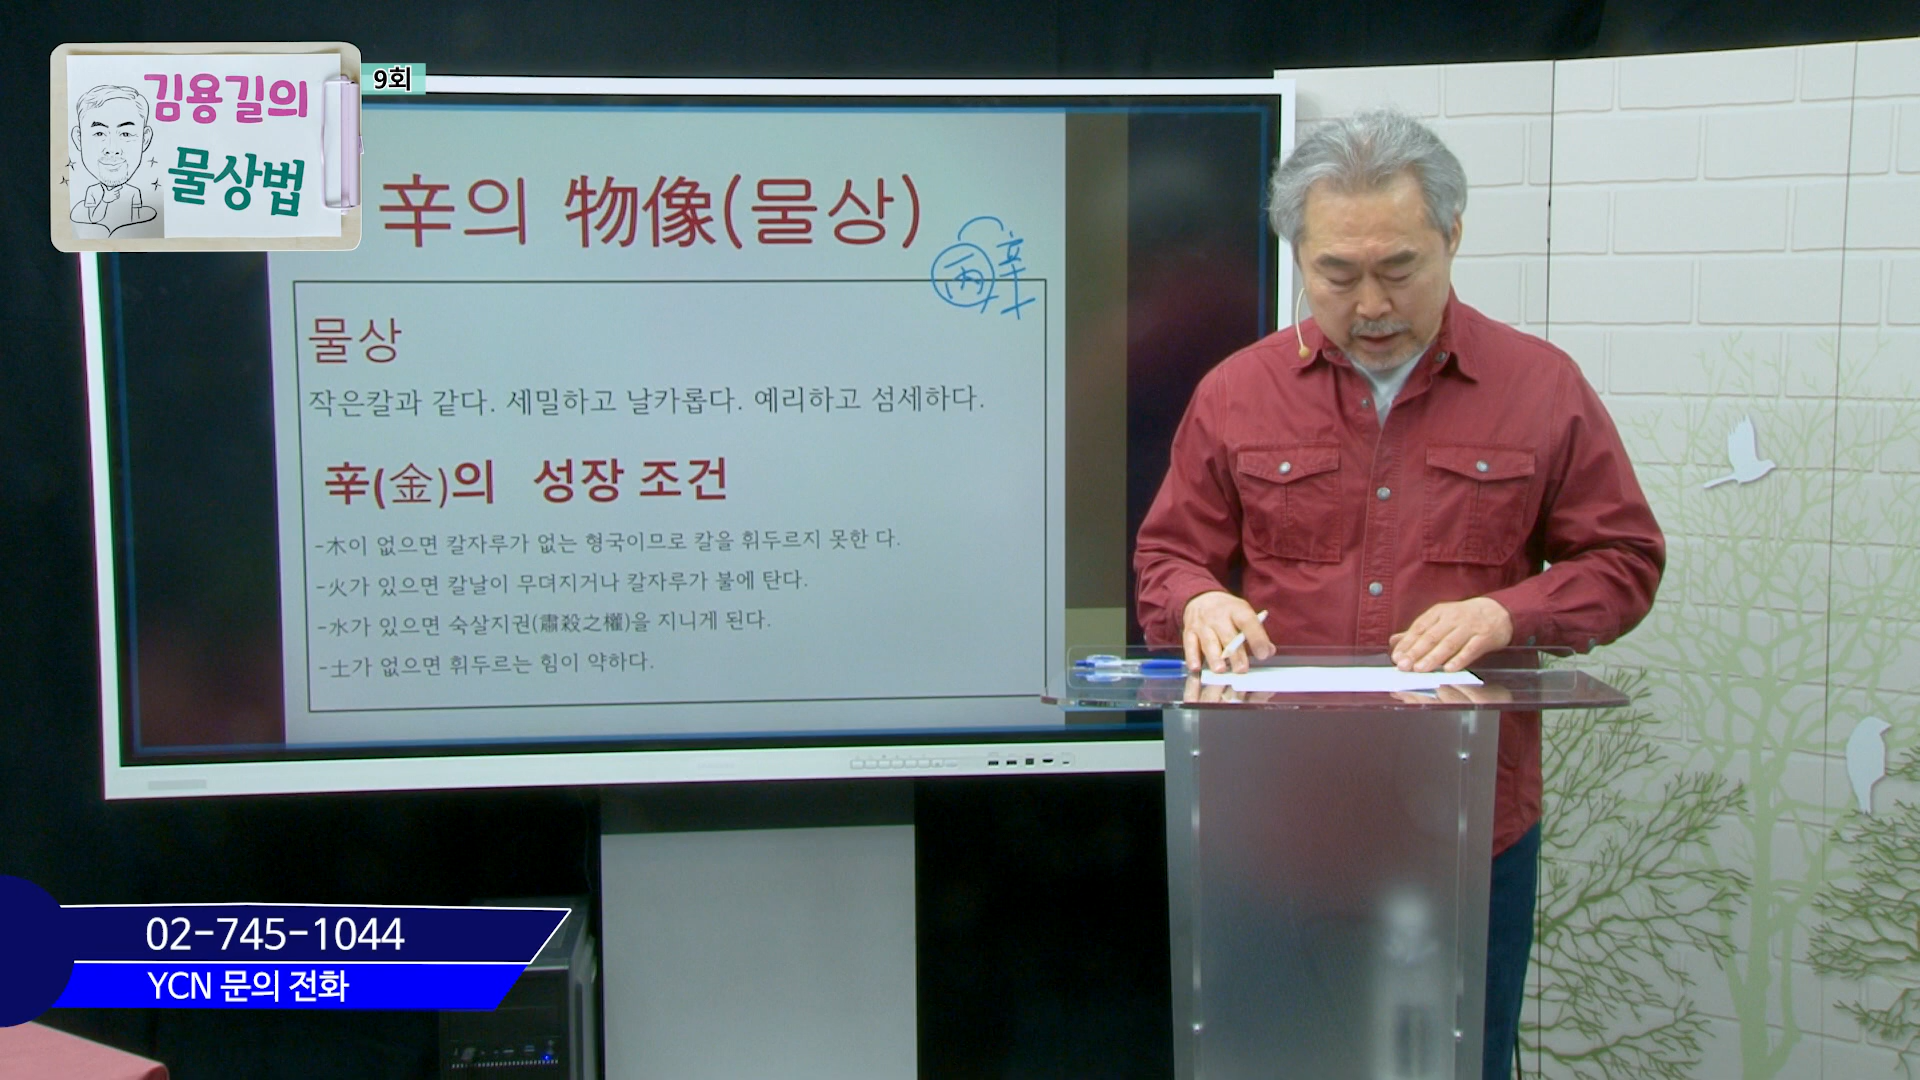 김용길의
물상법
9회
辛의 物像(물상)
丙 辛
물상
작은칼과 같다. 세밀하고 날카롭다. 예리하고 섬세하다.
辛(金)의 성장 조건
-木이 없으면 칼자루가 없는 형국이므로 칼을 휘두르지 못한 다.
-火가 있으면 칼날이 무뎌지거나 칼자루가 불에 탄다.
-水가 있으면 숙살지권(肅殺之權)을 지니게 된다.
-土가 없으면 휘두르는 힘이 약하다.
02-745-1044
YCN 문의 전화